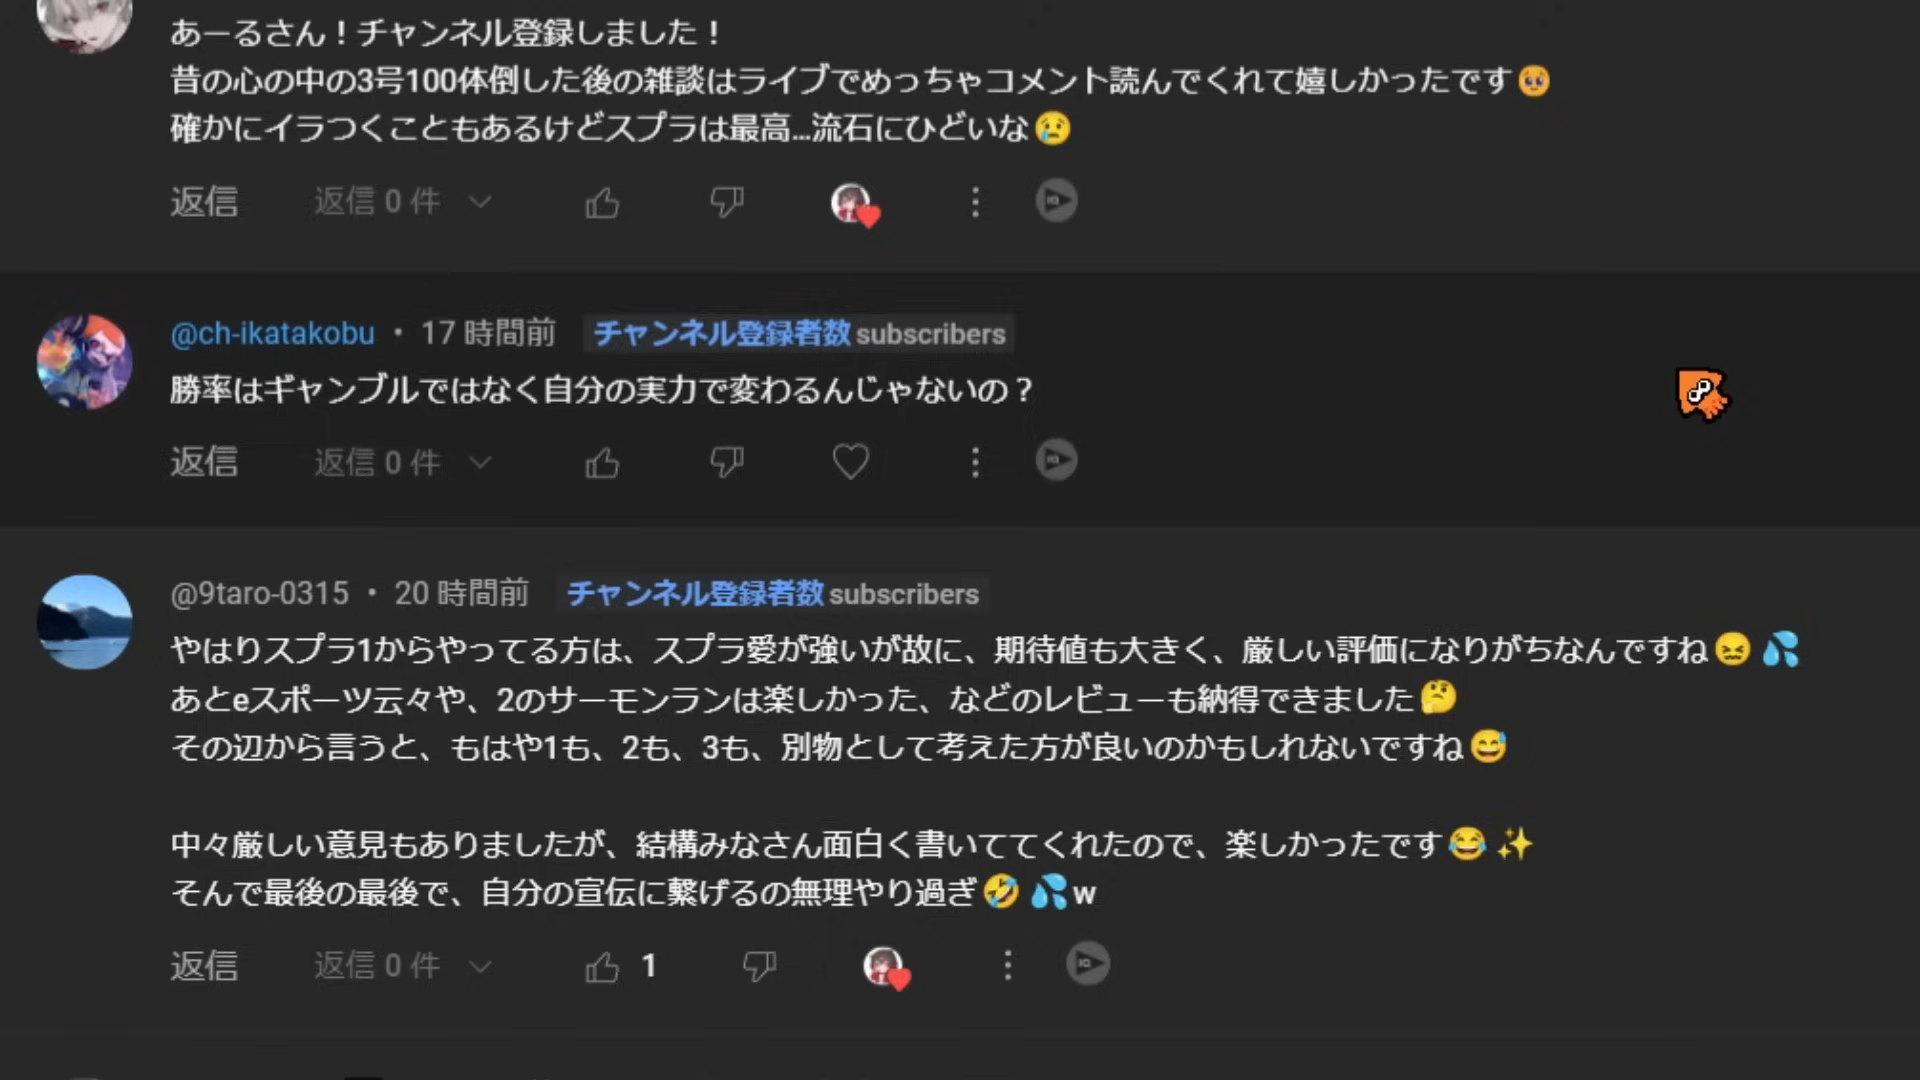 あーるさん！チャンネル登録しました！
昔の心の中の3号100体倒した後の雑談はライブでめっちゃコメント読んでくれて嬉しかったです🥹
確かにイラつくこともあるけどスプラは最高...流石にひどいな😢
返信 返信 0 件
@ch-ikatakobu • 17 時間前 チャンネル登録者数 subscribers
勝率はギャンブルではなく自分の実力で変わるんじゃないの？
返信 返信 0 件
@9taro-0315 • 20 時間前 チャンネル登録者数 subscribers
やはりスプラ1からやってる方は、スプラ愛が強いが故に、期待値も大きく、厳しい評価になりがちなんですね😖💦
あとeスポーツ云々や、2のサーモンランは楽しかった、などのレビューも納得できました🤔
その辺から言うと、もはや1も、2も、3も、別物として考えた方が良いのかもしれないですね😅
中々厳しい意見もありましたが、結構みなさん面白く書いててくれたので、楽しかったです😂✨
そんで最後の最後で、自分の宣伝に繋げるの無理やり過ぎ🤣💦w
返信 返信 0 件 1